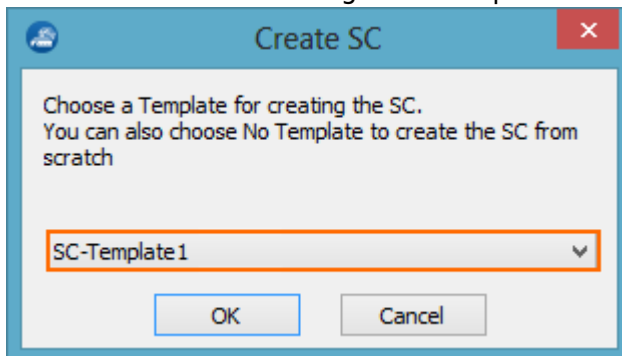 Create SC
Choose a Template for creating the SC.
You can also choose No Template to create the SC from
scratch
SC-Template1
OK Cancel